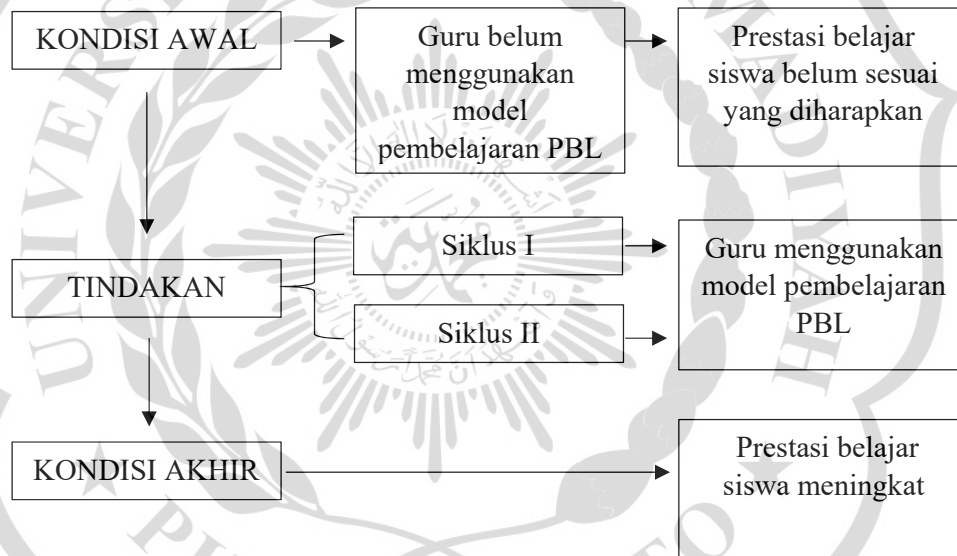 KONDISI AWAL
Guru belum
menggunakan
model
pembelajaran PBL
Prestasi belajar
siswa belum sesuai
yang diharapkan
TINDAKAN
Siklus I
Siklus II
Guru menggunakan
model pembelajaran
PBL
KONDISI AKHIR
Prestasi belajar
siswa meningkat